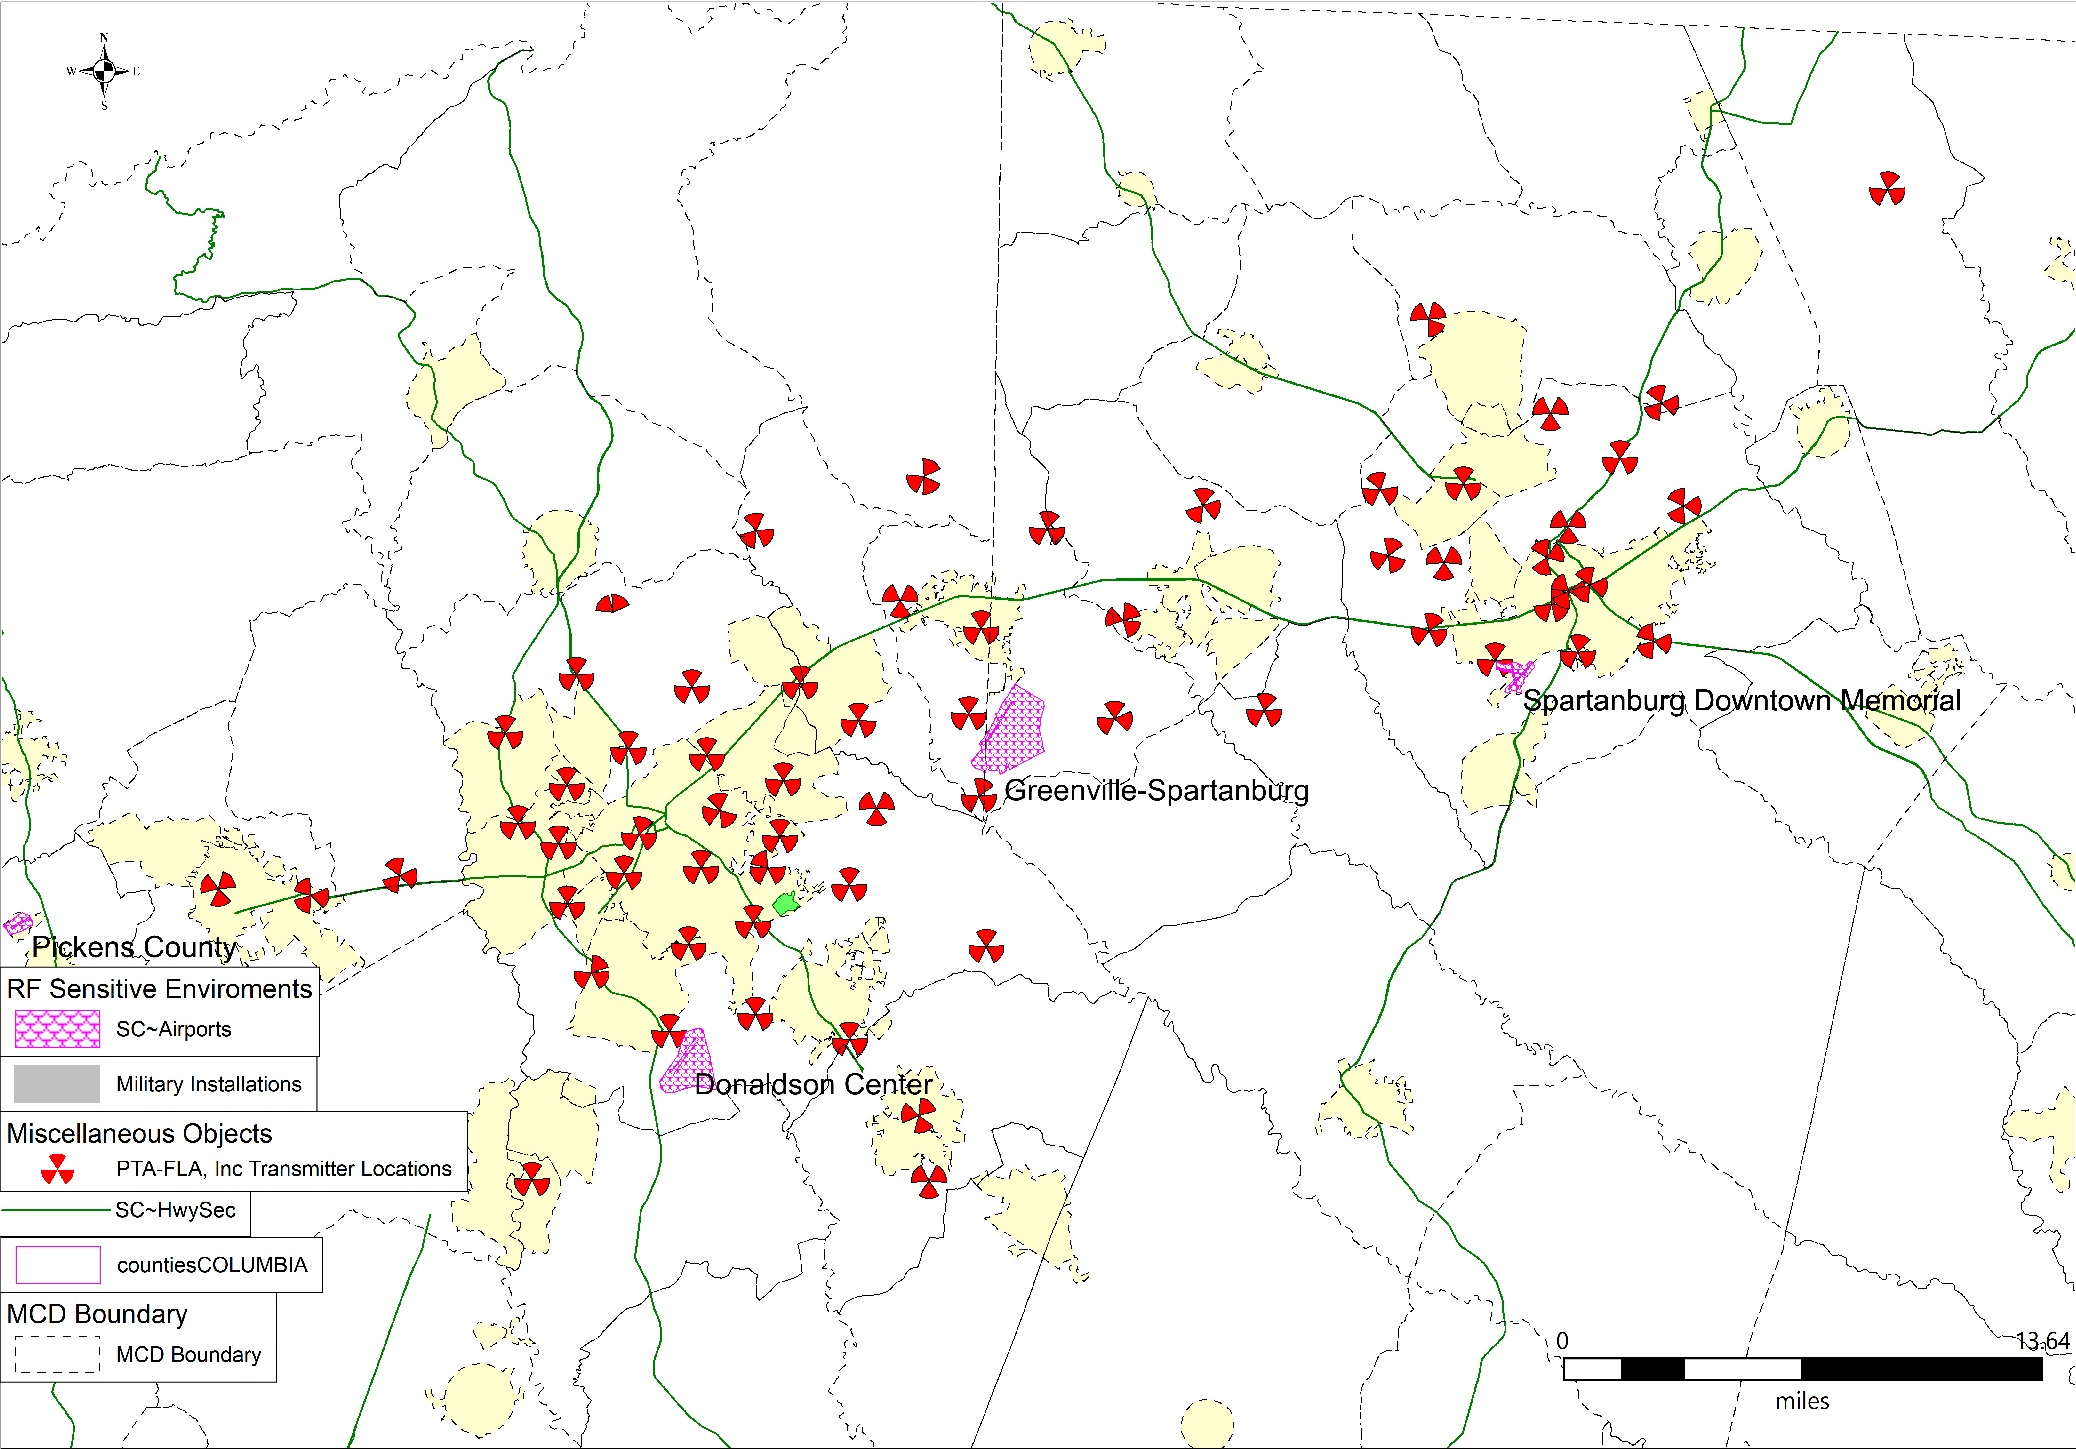 N
W E
S
Spartanburg Downtown Memorial
Greenville-Spartanburg
Pickens County
Donaldson Center
RF Sensitive Enviroments
SC~Airports
Military Installations
Miscellaneous Objects
PTA-FLA, Inc Transmitter Locations
SC~HwySec
countiesCOLUMBIA
MCD Boundary
MCD Boundary
0 13.64
miles